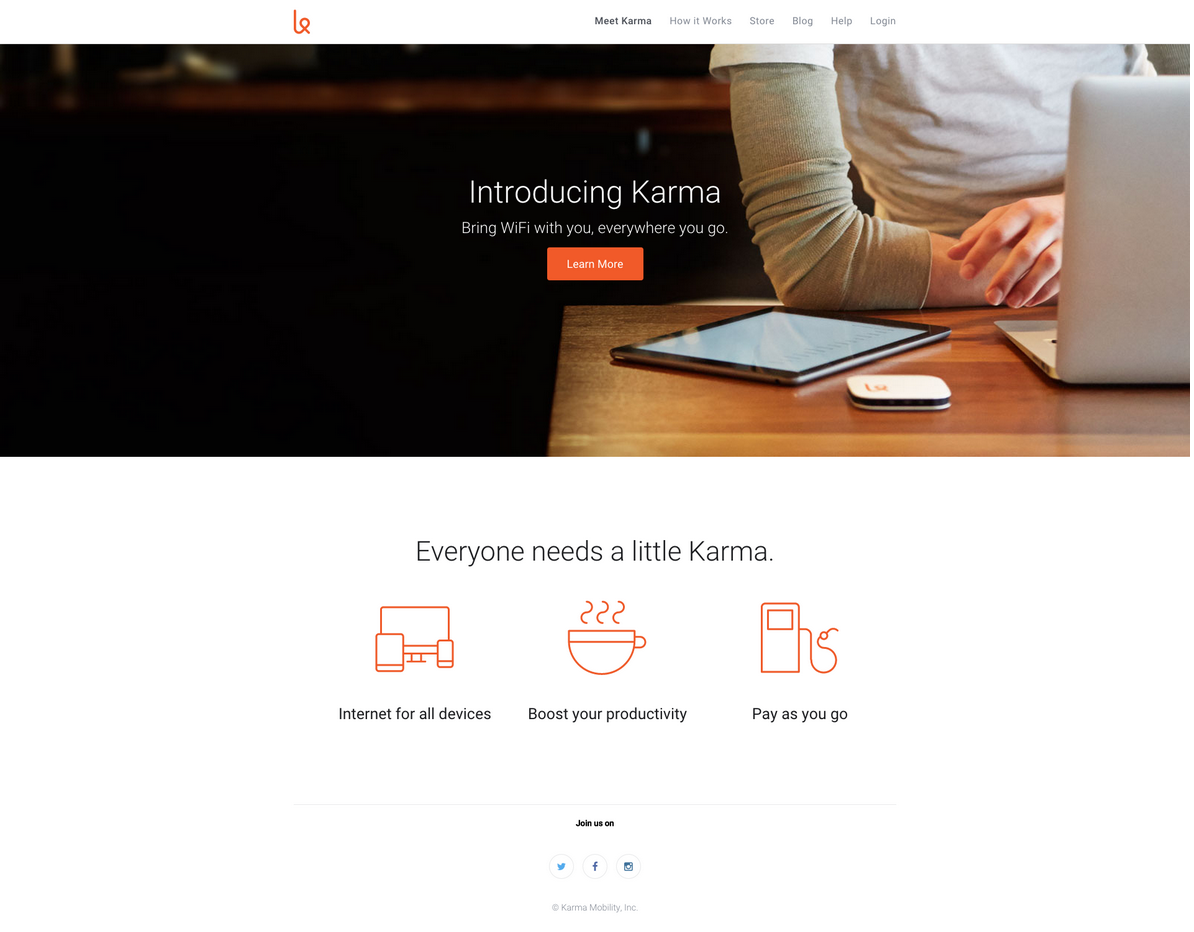 Meet Karma How it Works Store Blog Help Login
Introducing Karma
Bring WiFi with you, everywhere you go.
Learn More
Everyone needs a little Karma.
Internet for all devices Boost your productivity Pay as you go
Join us on
© Karma Mobility, Inc.